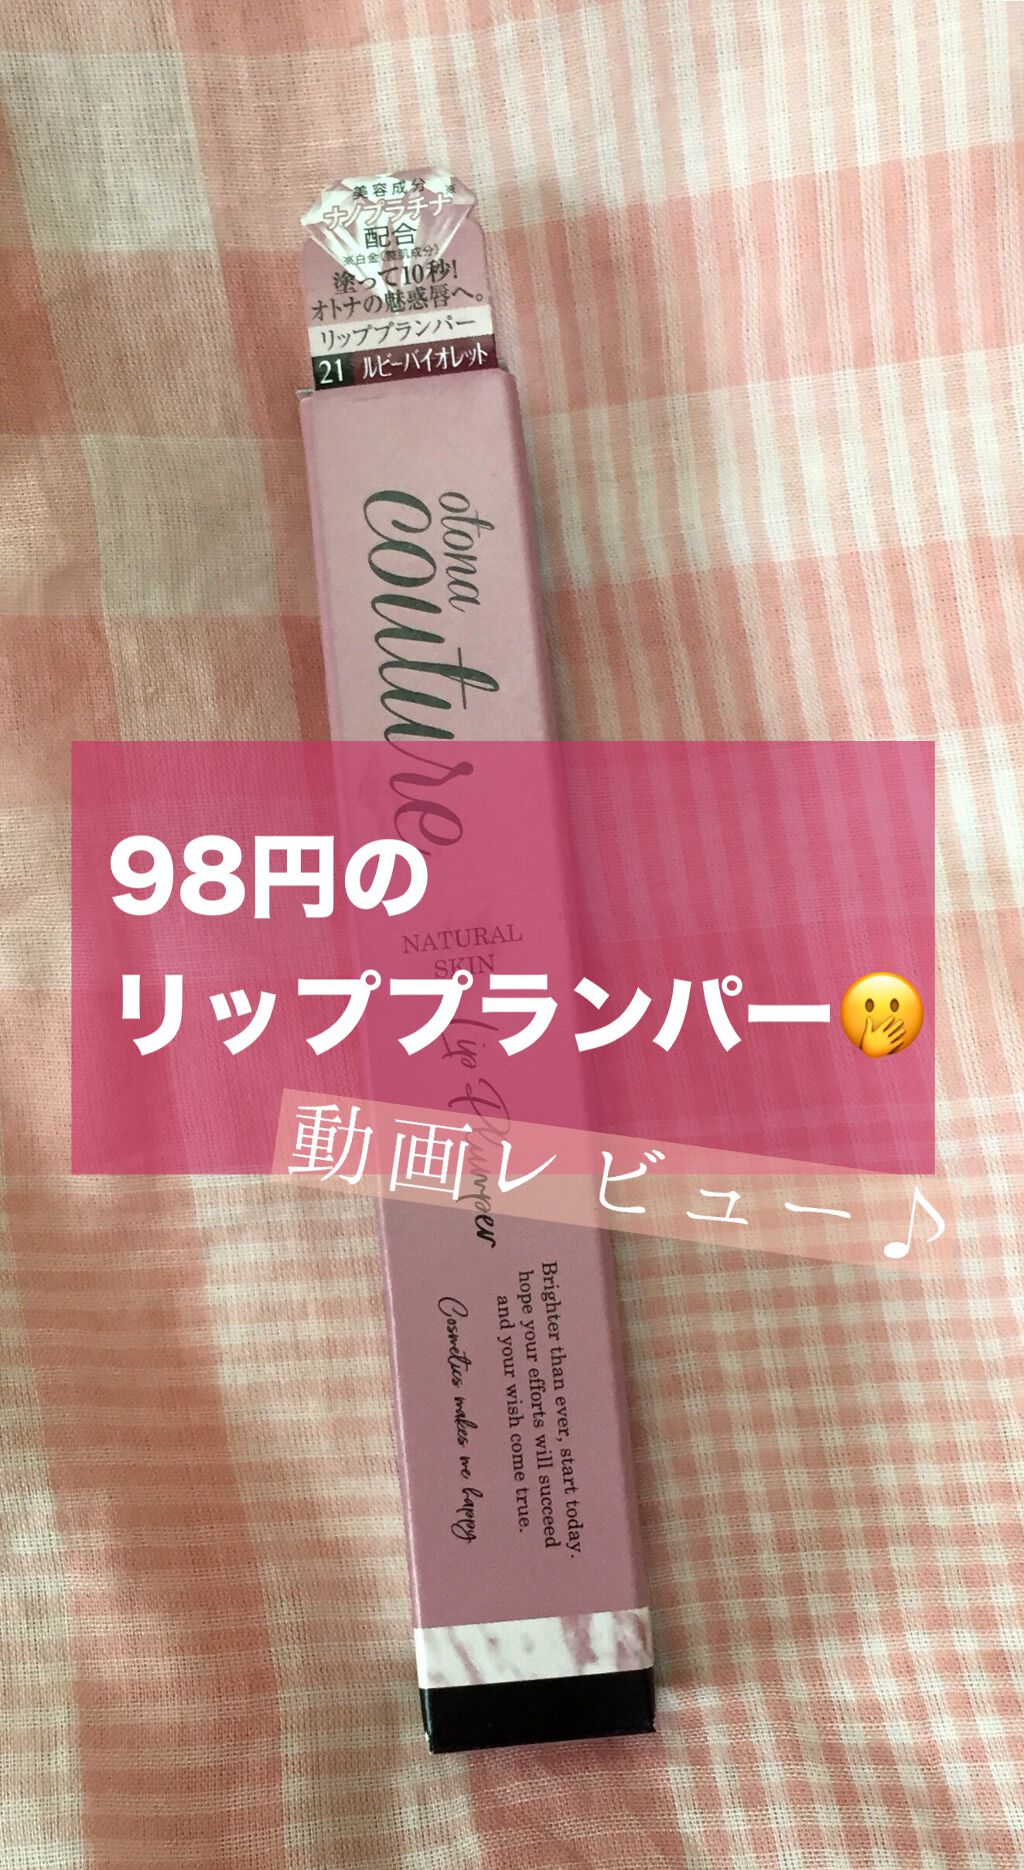 美容成分※
ナノプラチナ
配合
※白金(整肌成分)
塗って10秒!
オトナの魅惑唇へ。
リッププランパー
21 ルビーバイオレット
otona
couture
98円の
リッププランパー🫢
NATURAL
SKIN
Lip Plumper
動画レビュー♪
Brighter than ever, start today.
hope your efforts will succeed
and your wish come true.
Cosmetics makes me happy